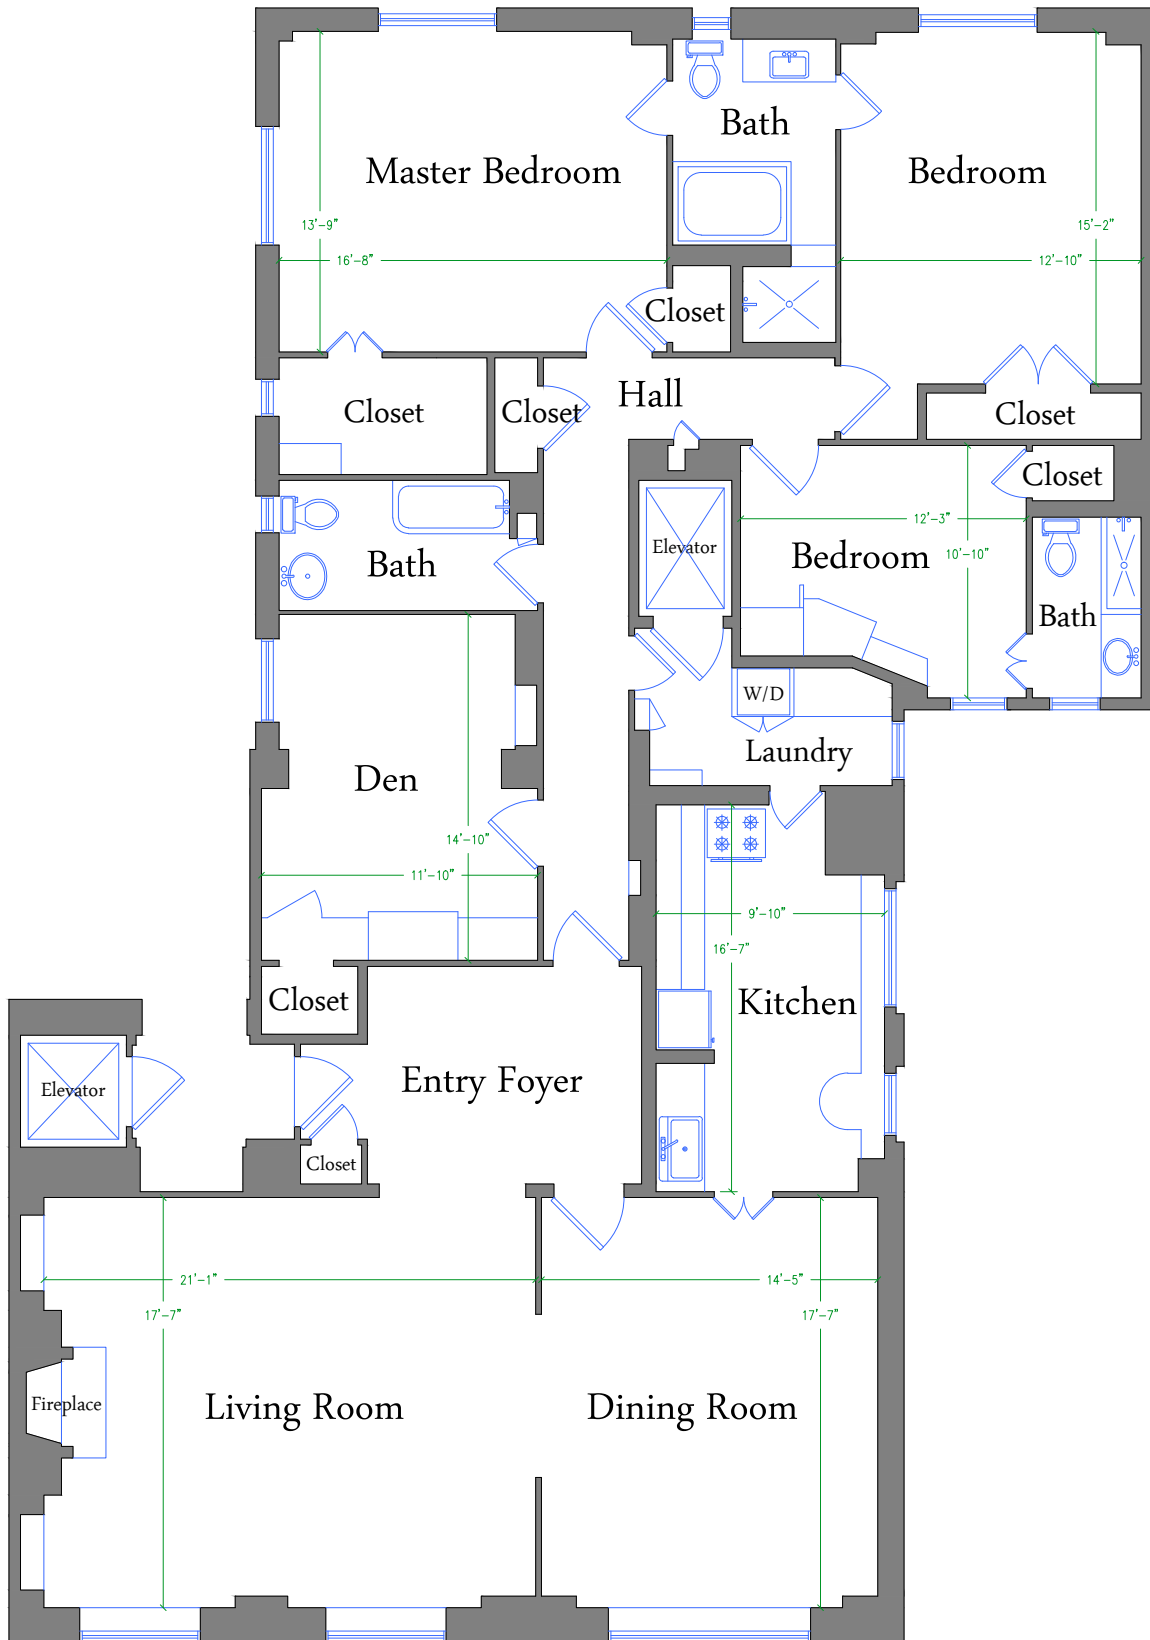 Bath
Master Bedroom
Bedroom
13'-9"
15'-2"
16'-8"
12'-10"
Closet
Hall
Closet
Closet
Closet
Closet
12'-3"
Elevator
Bedroom
10'-10"
Bath
Bath
W/D
Laundry
Den
14'-10"
11'-10"
9'-10"
16'-7"
Closet
Kitchen
Elevator
Entry Foyer
Closet
21'-1"
14'-5"
17'-7"
17'-7"
Fireplace
Living Room
Dining Room